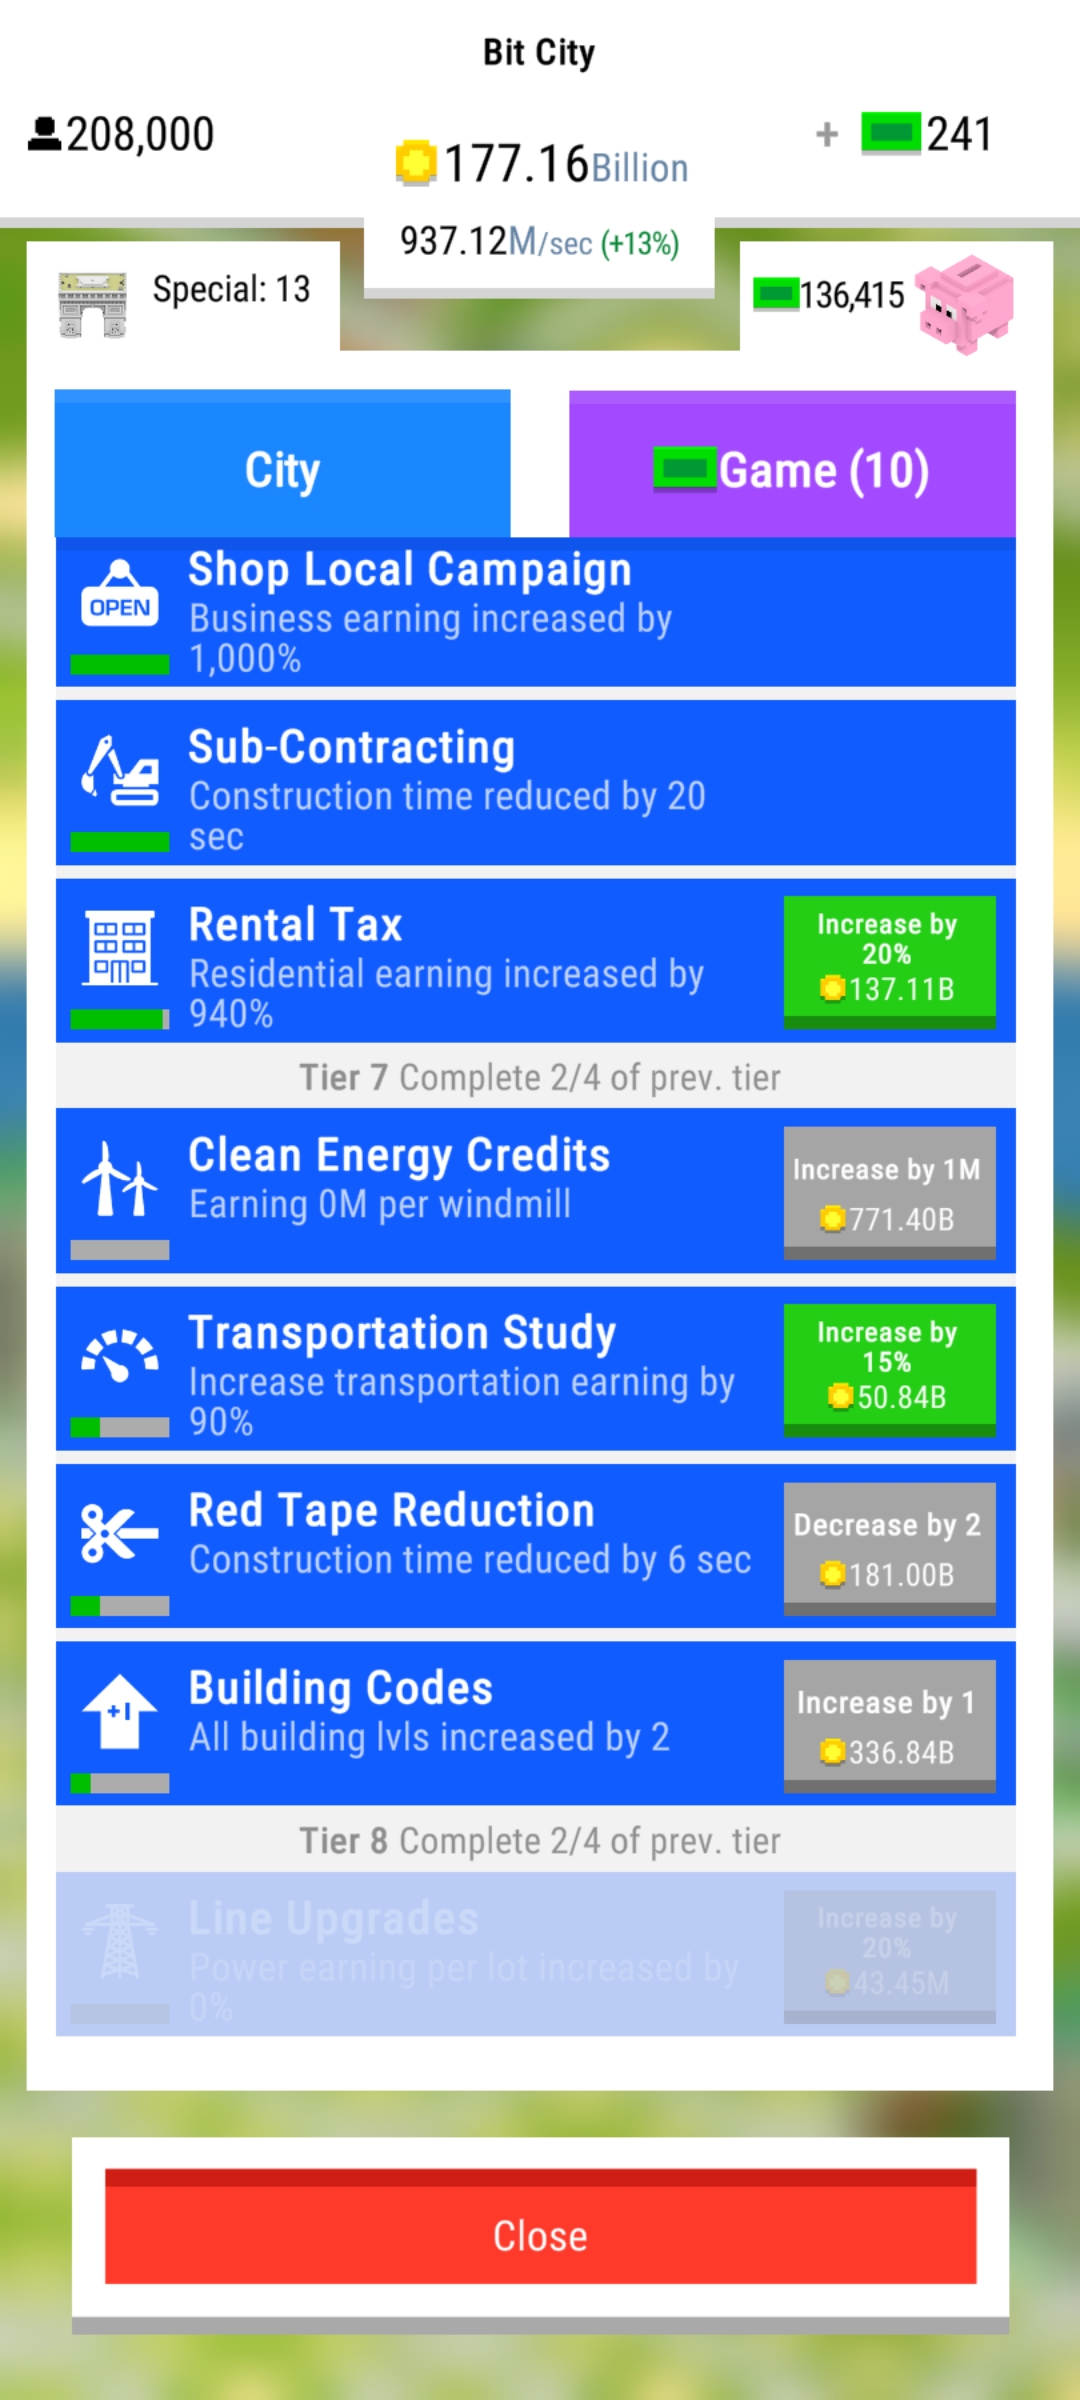 Bit City
208,000
177.16Billion
+ 241
937.12M/sec (+13%)
Special: 13
136,415
City
Game (10)
OPEN
Shop Local Campaign
Business earning increased by
1,000%
Sub-Contracting
Construction time reduced by 20
sec
Rental Tax
Residential earning increased by
940%
Increase by
20%
137.11B
Tier 7 Complete 2/4 of prev. tier
Clean Energy Credits
Earning 0M per windmill
Increase by 1M
771.40B
Transportation Study
Increase transportation earning by
90%
Increase by
15%
50.84B
Red Tape Reduction
Construction time reduced by 6 sec
Decrease by 2
181.00B
+1
Building Codes
All building lvls increased by 2
Increase by 1
336.84B
Tier 8 Complete 2/4 of prev. tier
Line Upgrades
Power earning per lot increased by
0%
Increase by
20%
43.45M
Close